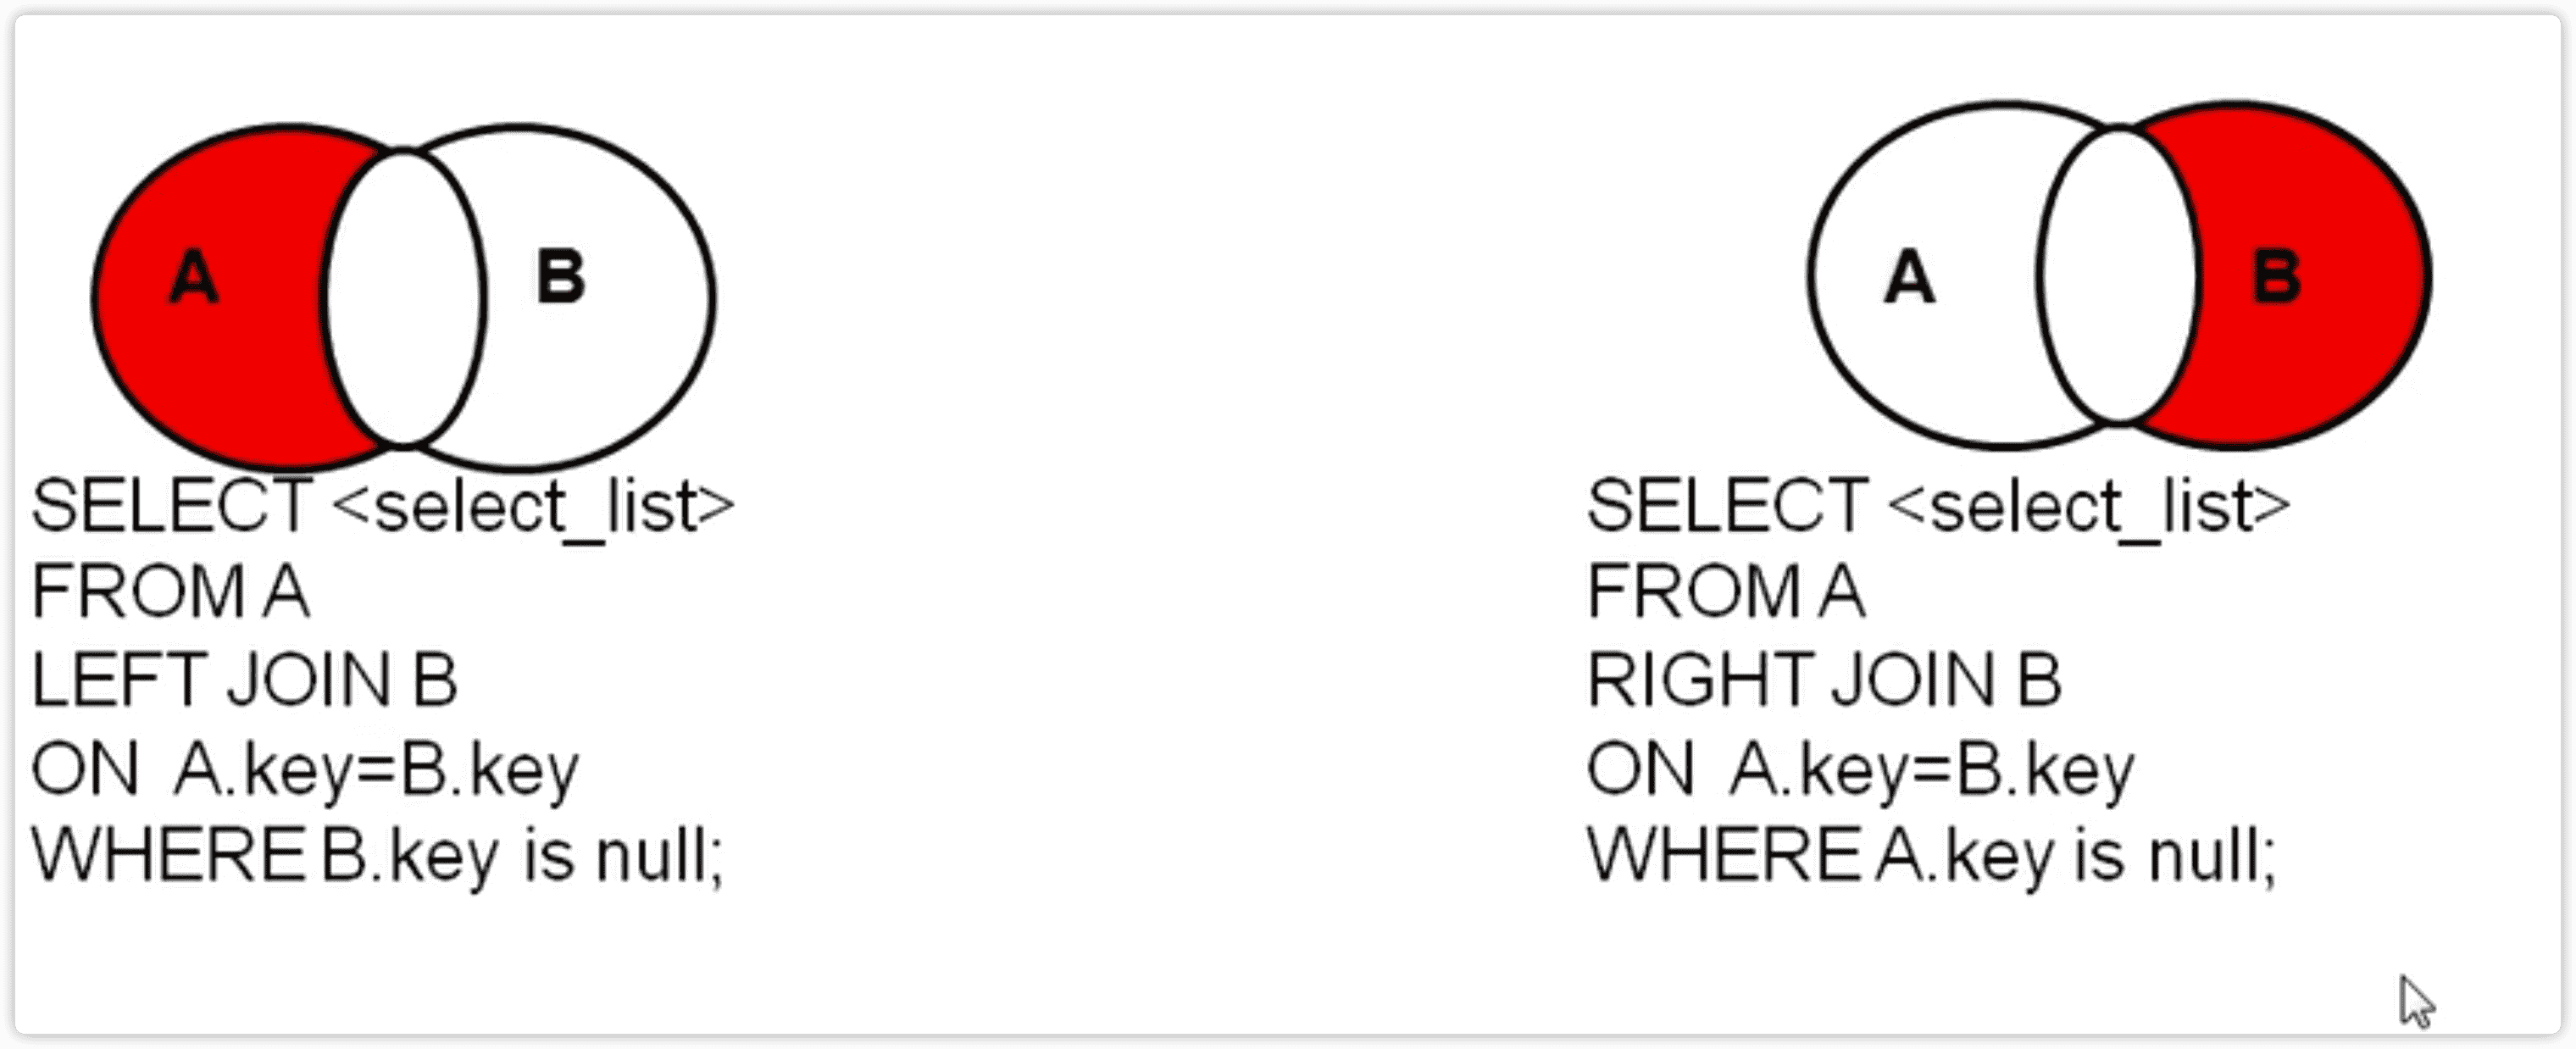 A
B
SELECT <select_list>
FROM A
LEFT JOIN B
ON A.key=B.key
WHERE B.key is null;
A
B
SELECT <select_list>
FROM A
RIGHT JOIN B
ON A.key=B.key
WHERE A.key is null;